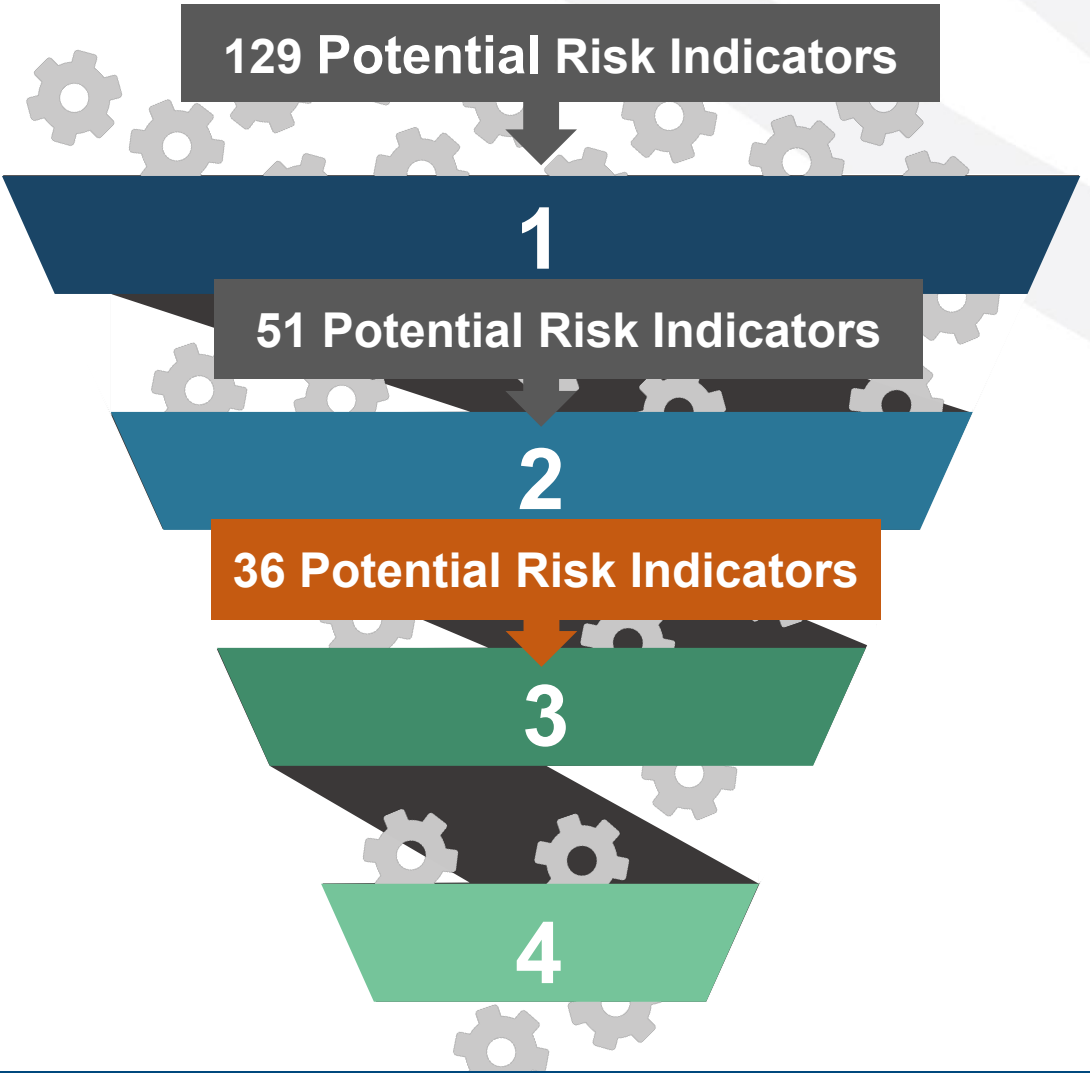 129 Potential Risk Indicators
1
51 Potential Risk Indicators
2
36 Potential Risk Indicators
3
4